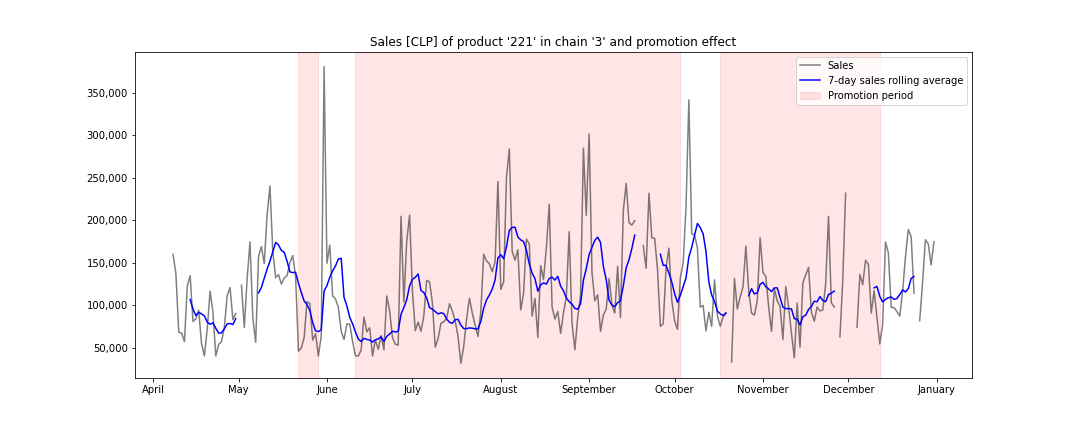 Sales [CLP] of product '221' in chain '3' and promotion effect
Sales
7-day sales rolling average
Promotion period
350,000
300,000
250,000
200,000
150,000
100,000
50,000
April May June July August September October November December January